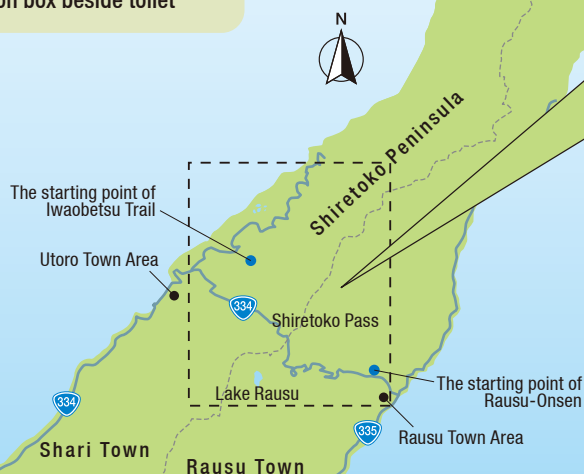 on box beside toilet
N
Shiretoko Peninsula
The starting point of
Iwaobetsu Trail
Utoro Town Area
334
Shiretoko Pass
Lake Rausu
The starting point of
Rausu-Onsen
334
335
Rausu Town Area
Shari Town
Rausu Town